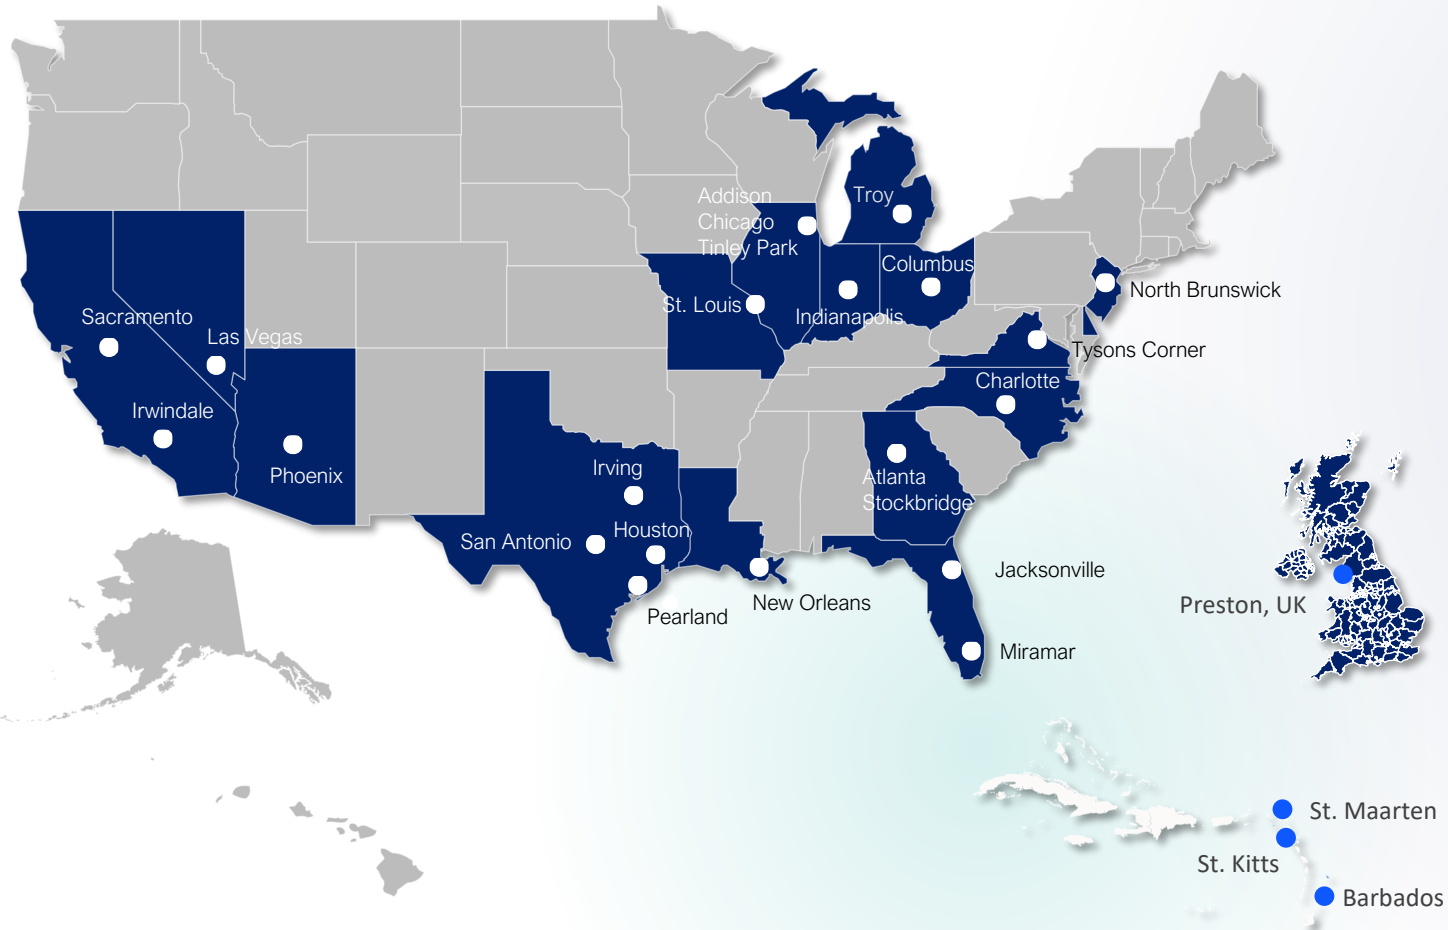 Addison
Chicago
Tinley Park
Troy
Columbus
St. Louis
Indianapolis
North Brunswick
Sacramento
Las Vegas
Tysons Corner
Charlotte
Irwindale
Phoenix
Irving
Atlanta
Stockbridge
San Antonio
Houston
Jacksonville
New Orleans
Pearland
Miramar
Preston, UK
St. Maarten
St. Kitts
Barbados